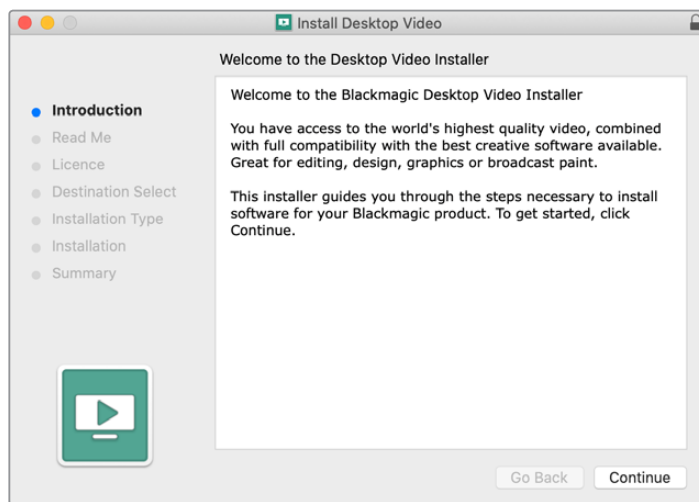 Install Desktop Video
Welcome to the Desktop Video Installer
Introduction
Read Me
Licence
Destination Select
Installation Type
Installation
Summary
Welcome to the Blackmagic Desktop Video Installer
You have access to the world's highest quality video, combined
with full compatibility with the best creative software available.
Great for editing, design, graphics or broadcast paint.
This installer guides you through the steps necessary to install
software for your Blackmagic product. To get started, click
Continue.
Go Back
Continue